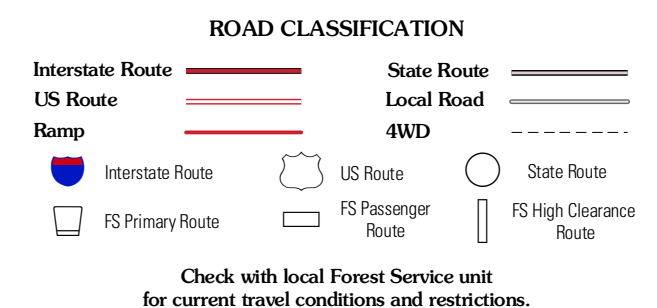 ROAD CLASSIFICATION
Interstate Route
State Route
US Route
Local Road
Ramp
4WD
Interstate Route
US Route
State Route
FS Primary Route
FS Passenger
Route
FS High Clearance
Route
Check with local Forest Service unit
for current travel conditions and restrictions.